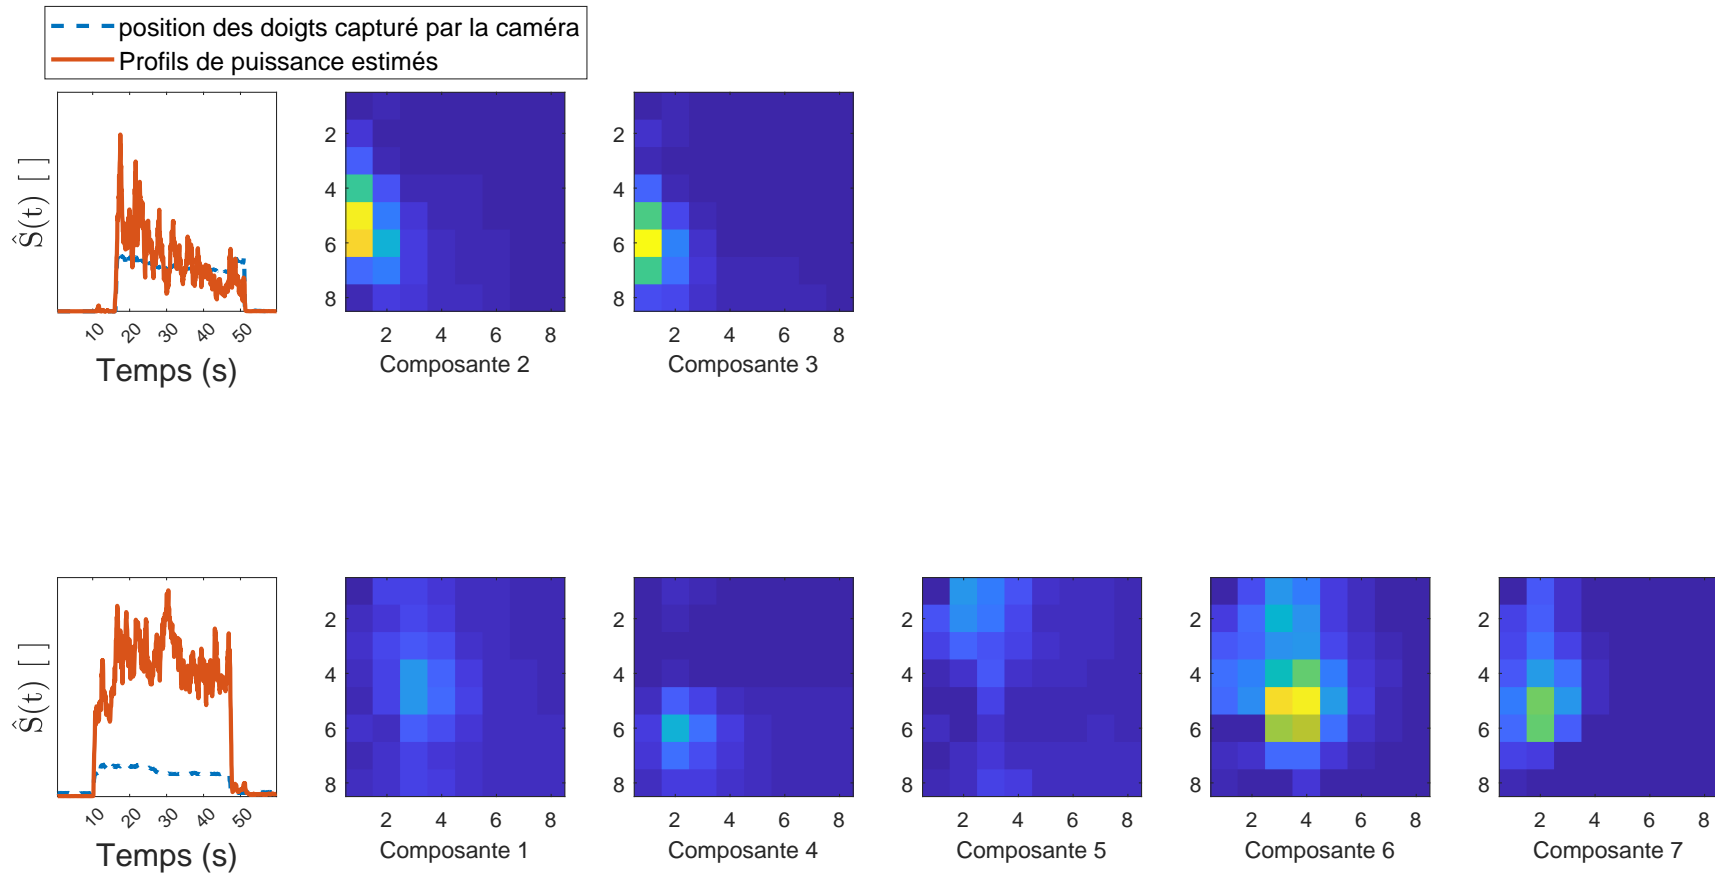 position des doigts capturé par la caméra
Profils de puissance estimés
Ŝ(t) [ ]
10 20 30 40 50
Temps (s)
2
4
6
8
2 4 6 8
Composante 2
2
4
6
8
2 4 6 8
Composante 3
Ŝ(t) [ ]
10 20 30 40 50
Temps (s)
2
4
6
8
2 4 6 8
Composante 1
2
4
6
8
2 4 6 8
Composante 4
2
4
6
8
2 4 6 8
Composante 5
2
4
6
8
2 4 6 8
Composante 6
2
4
6
8
2 4 6 8
Composante 7